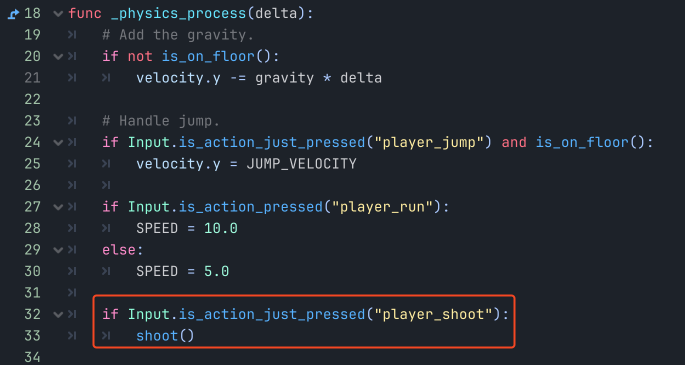 18 func _physics_process(delta):
19 # Add the gravity.
20 if not is_on_floor():
21 velocity.y -= gravity * delta
22
23 # Handle jump.
24 if Input.is_action_just_pressed("player_jump") and is_on_floor():
25 velocity.y = JUMP_VELOCITY
26
27 if Input.is_action_pressed("player_run"):
28 SPEED = 10.0
29 else:
30 SPEED = 5.0
31
32 if Input.is_action_just_pressed("player_shoot"):
33 shoot()
34